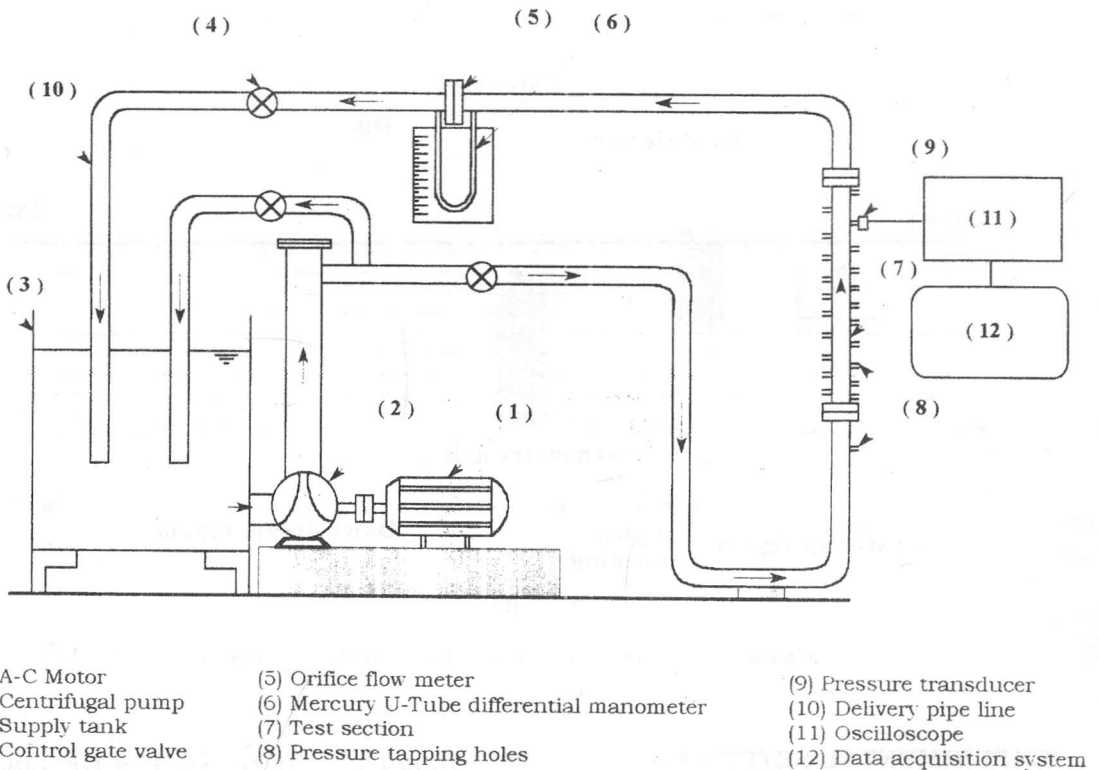 (4)
(5)
(6)
(10)
(9)
(11)
(7)
(3)
(12)
(2)
(1)
(8)
A-C Motor
Centrifugal pump
Supply tank
Control gate valve
(5) Orifice flow meter
(6) Mercury U-Tube differential manometer
(7) Test section
(8) Pressure tapping holes
(9) Pressure transducer
(10) Delivery pipe line
(11) Oscilloscope
(12) Data acquisition system